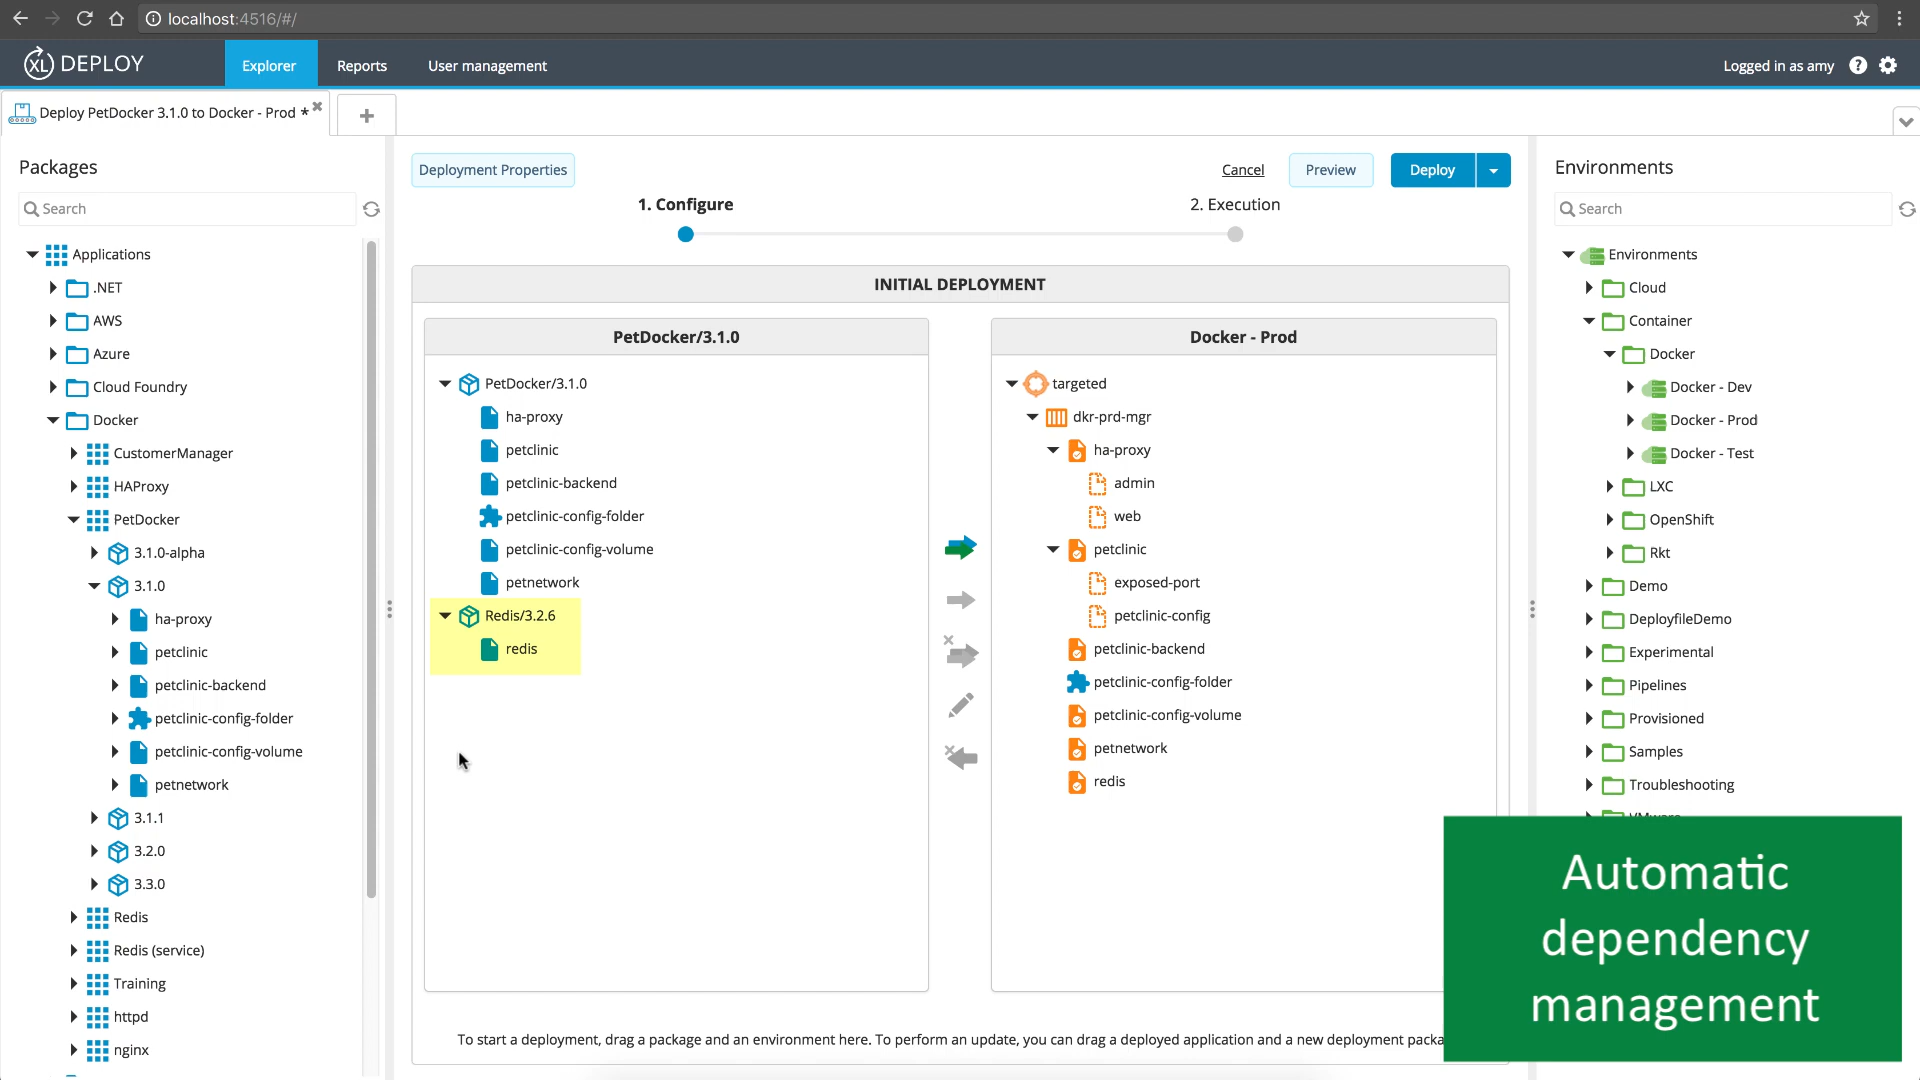 localhost:4516/#/
XL DEPLOY
Explorer
Reports
User management
Logged in as amy
Deploy PetDocker 3.1.0 to Docker - Prod *
Packages
Search
Applications
.NET
AWS
Azure
Cloud Foundry
Docker
CustomerManager
HAProxy
PetDocker
3.1.0-alpha
3.1.0
ha-proxy
petclinic
petclinic-backend
petclinic-config-folder
petclinic-config-volume
petnetwork
3.1.1
3.2.0
3.3.0
Redis
Redis (service)
Training
httpd
nginx
Deployment Properties
Cancel
Preview
Deploy
1. Configure
2. Execution
INITIAL DEPLOYMENT
PetDocker/3.1.0
PetDocker/3.1.0
ha-proxy
petclinic
petclinic-backend
petclinic-config-folder
petclinic-config-volume
petnetwork
Redis/3.2.6
redis
Docker - Prod
targeted
dkr-prd-mgr
ha-proxy
admin
web
petclinic
exposed-port
petclinic-config
petclinic-backend
petclinic-config-folder
petclinic-config-volume
petnetwork
redis
To start a deployment, drag a package and an environment here. To perform an update, you can drag a deployed application and a new deployment packa
Environments
Search
Environments
Cloud
Container
Docker
Docker - Dev
Docker - Prod
Docker - Test
LXC
OpenShift
Rkt
Demo
DeployfileDemo
Experimental
Pipelines
Provisioned
Samples
Troubleshooting
Automatic
dependency
management